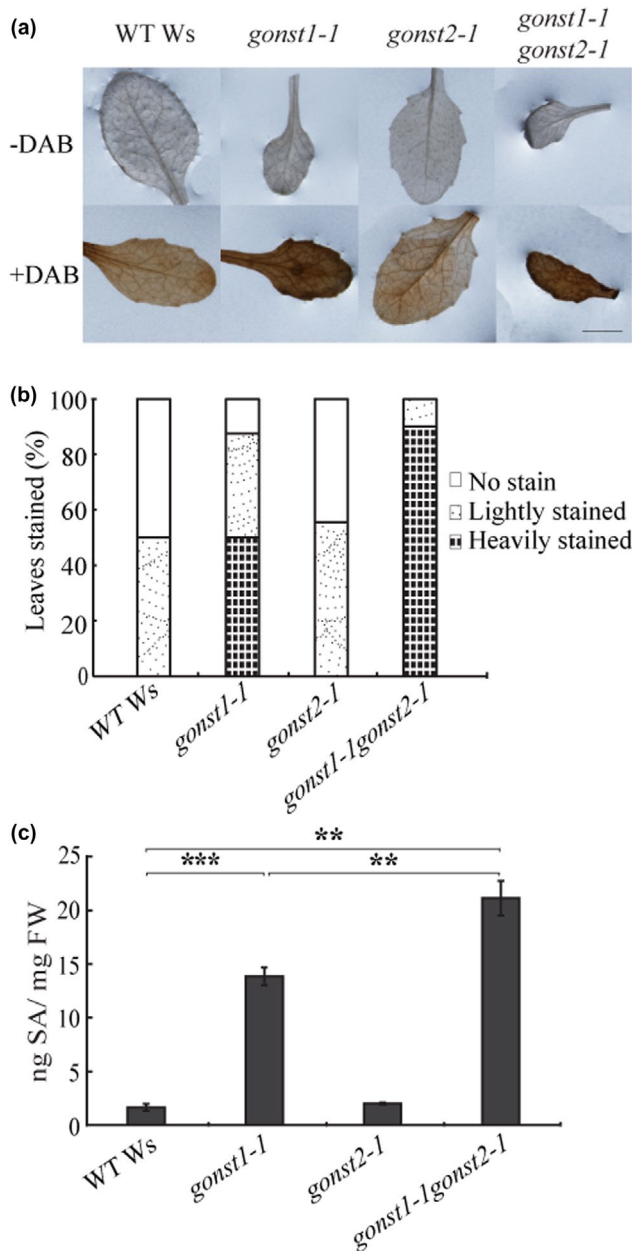 (a)
WT Ws gonst1-1 gonst2-1 gonst1-1
gonst2-1
-DAB
+DAB
(b)
100
80
60
40
20
0
Leaves stained (%)
No stain
Lightly stained
Heavily stained
WT Ws
gonst1-1
gonst2-1
gonst1-1gonst2-1
(c)
**
*** **
25
20
15
10
5
0
ng SA/ mg FW
WT Ws
gonst1-1
gonst2-1
gonst1-1gonst2-1